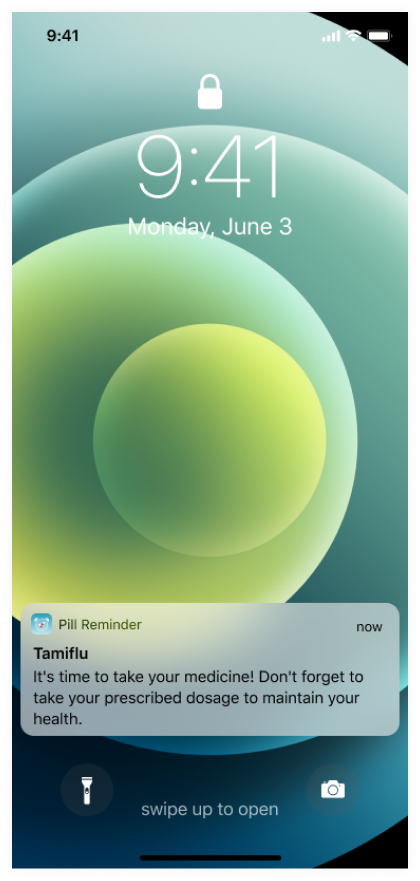 9:41
9:41
Monday, June 3
Pill Reminder
now
Tamiflu
It's time to take your medicine! Don't forget to
take your prescribed dosage to maintain your
health.
swipe up to open